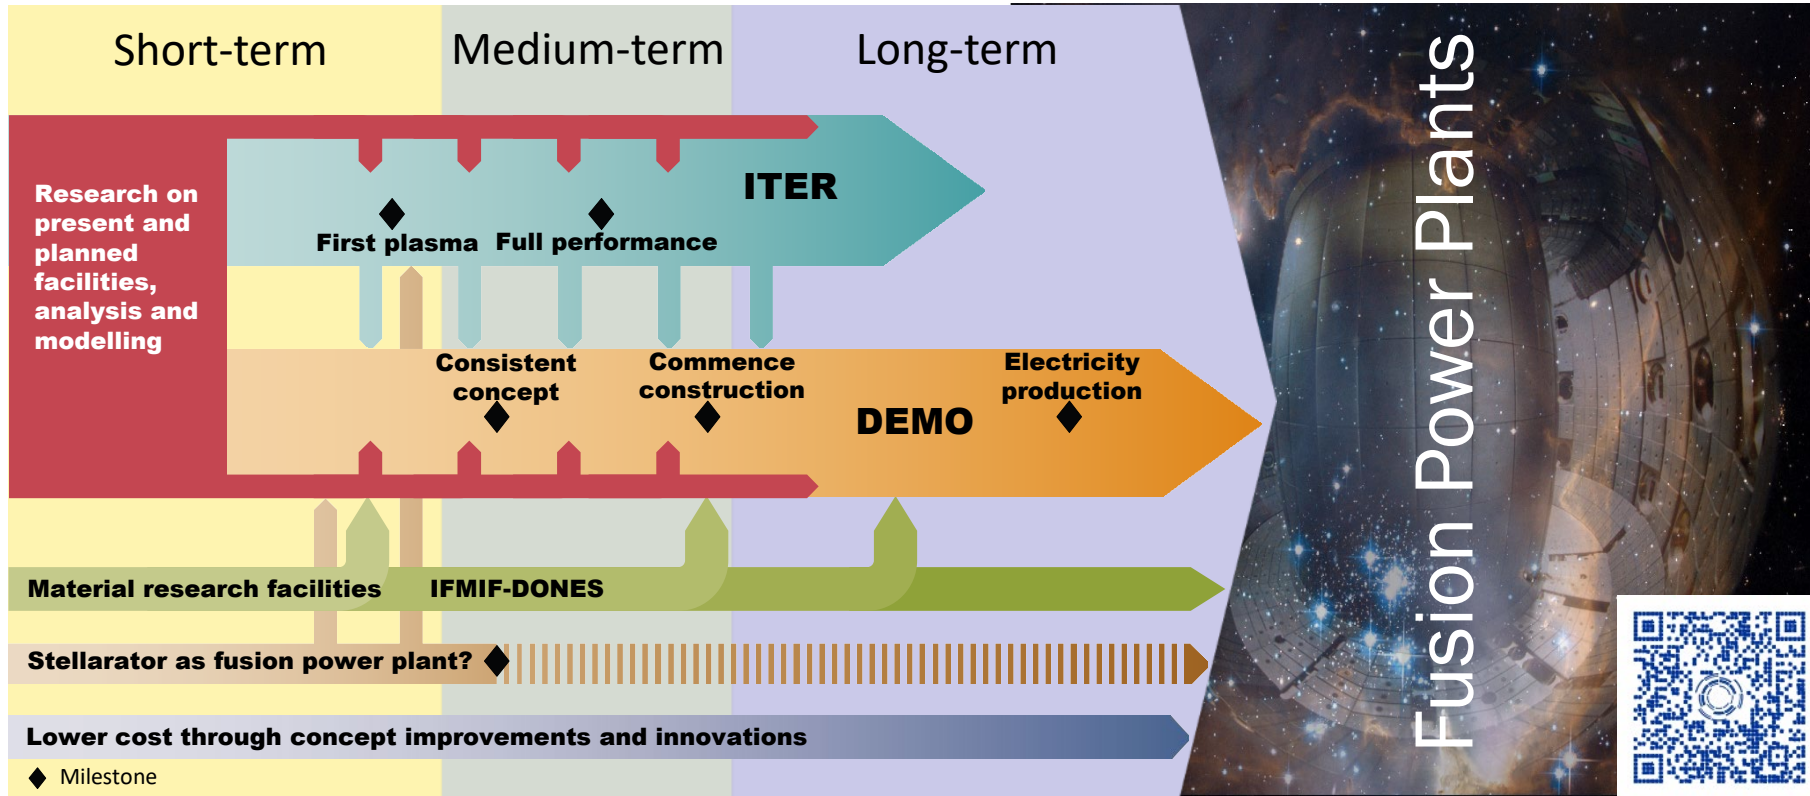 Short-term
Medium-term
Long-term
Research on
present and
planned
facilities,
analysis and
modelling
ITER
First plasma
Full performance
Consistent
concept
Commence
construction
Electricity
production
DEMO
Material research facilities
IFMIF-DONES
Stellarator as fusion power plant?
Lower cost through concept improvements and innovations
Milestone
Fusion Power Plants